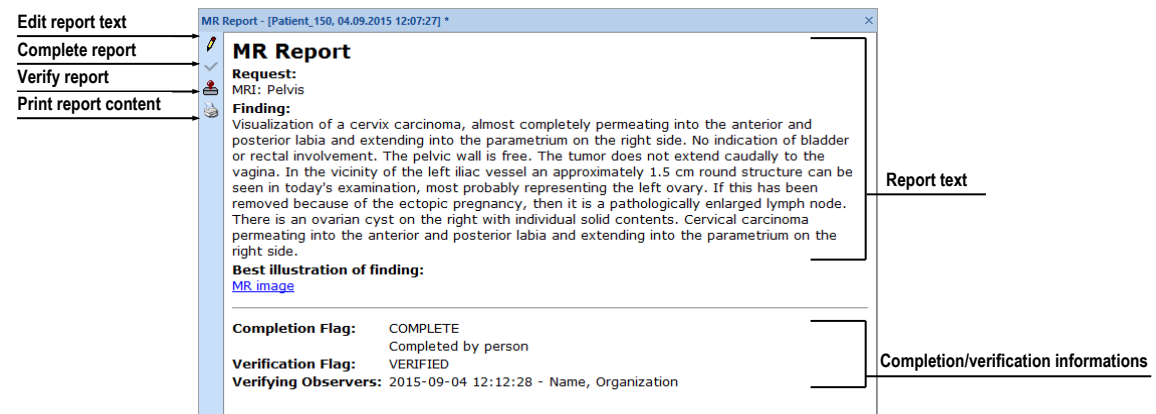 Edit report text
Complete report
Verify report
Print report content
MR Report - [Patient_150, 04.09.2015 12:07:27] *
MR Report
Request:
MRI: Pelvis
Finding:
Visualization of a cervix carcinoma, almost completely permeating into the anterior and
posterior labia and extending into the parametrium on the right side. No indication of bladder
or rectal involvement. The pelvic wall is free. The tumor does not extend caudally to the
vagina. In the vicinity of the left iliac vessel an approximately 1.5 cm round structure can be
seen in today's examination, most probably representing the left ovary. If this has been
removed because of the ectopic pregnancy, then it is a pathologically enlarged lymph node.
There is an ovarian cyst on the right with individual solid contents. Cervical carcinoma
permeating into the anterior and posterior labia and extending into the parametrium on the
right side.
Best illustration of finding:
MR image
Report text
Completion Flag: COMPLETE
Completed by person
Verification Flag: VERIFIED
Verifying Observers: 2015-09-04 12:12:28 - Name, Organization
Completion/verification informations